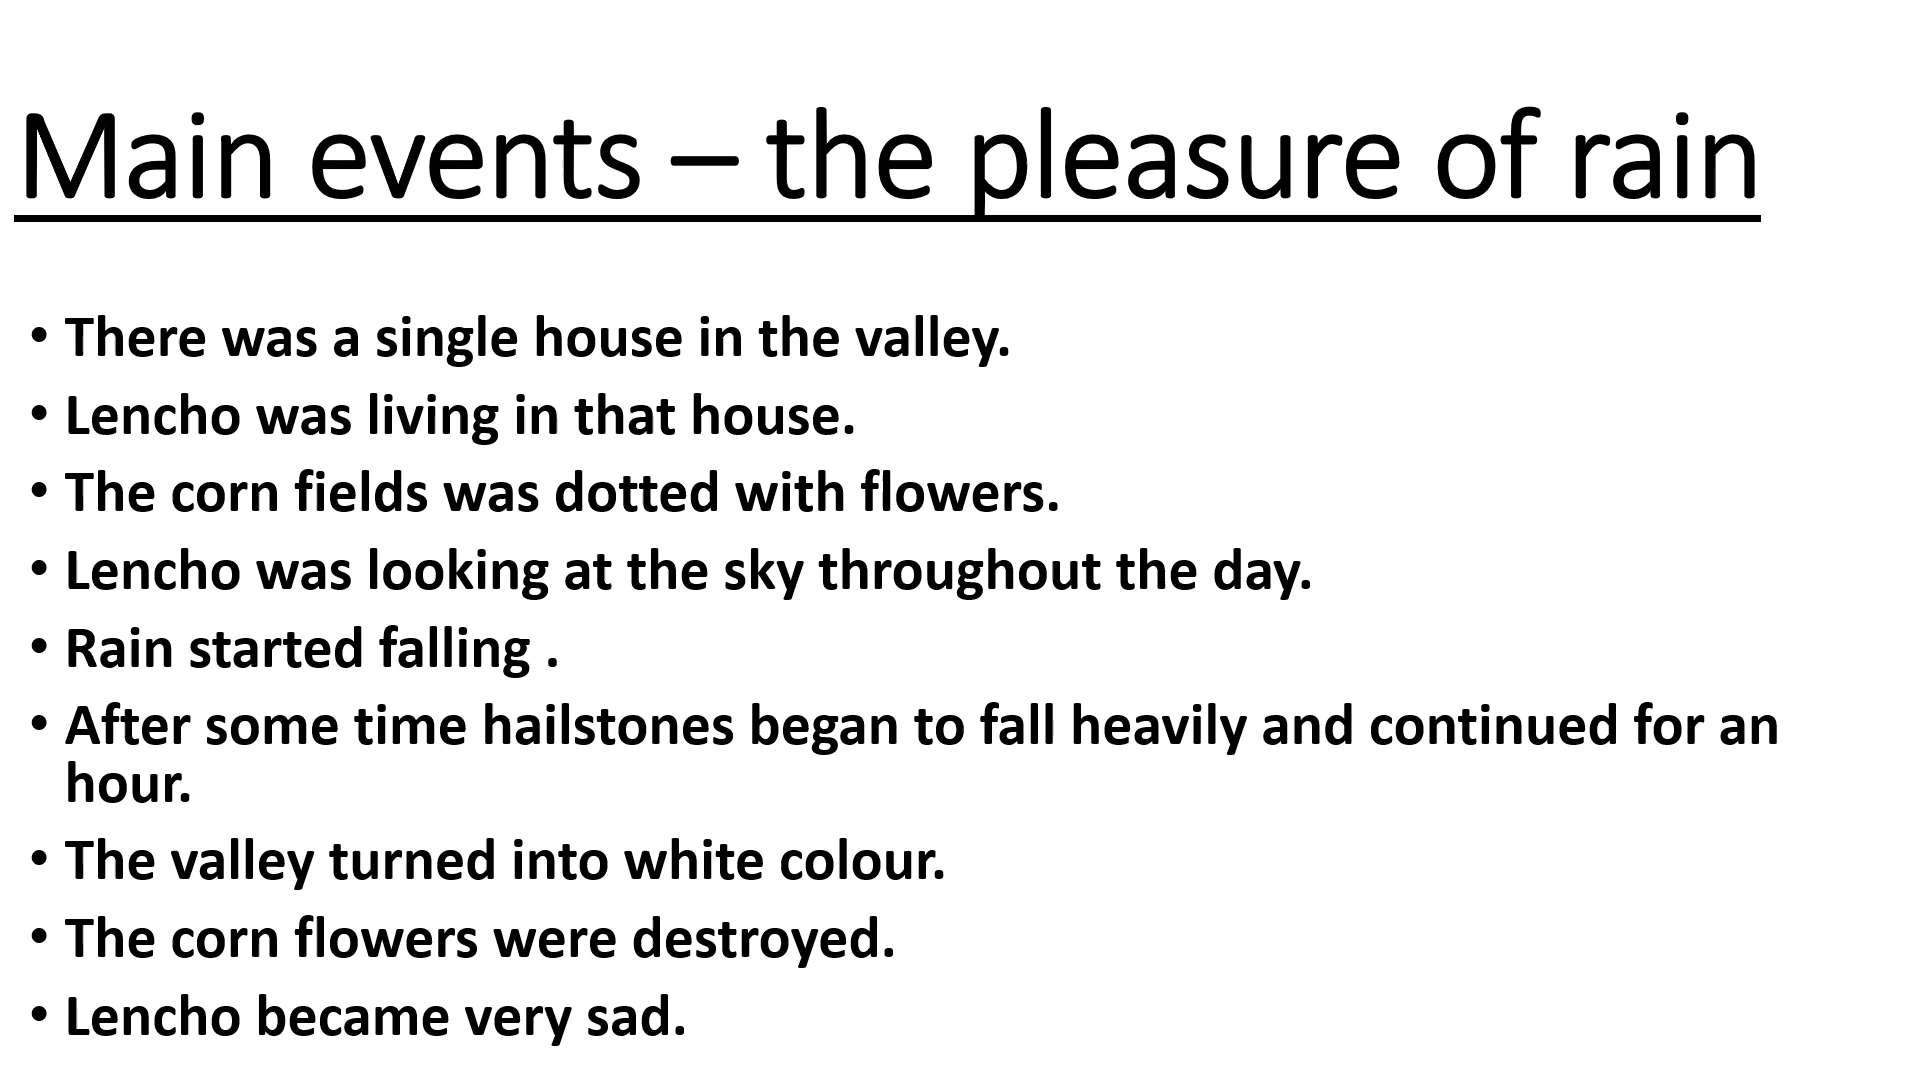 Main events – the pleasure of rain
• There was a single house in the valley.
• Lencho was living in that house.
• The corn fields was dotted with flowers.
• Lencho was looking at the sky throughout the day.
• Rain started falling .
• After some time hailstones began to fall heavily and continued for an
hour.
• The valley turned into white colour.
• The corn flowers were destroyed.
• Lencho became very sad.